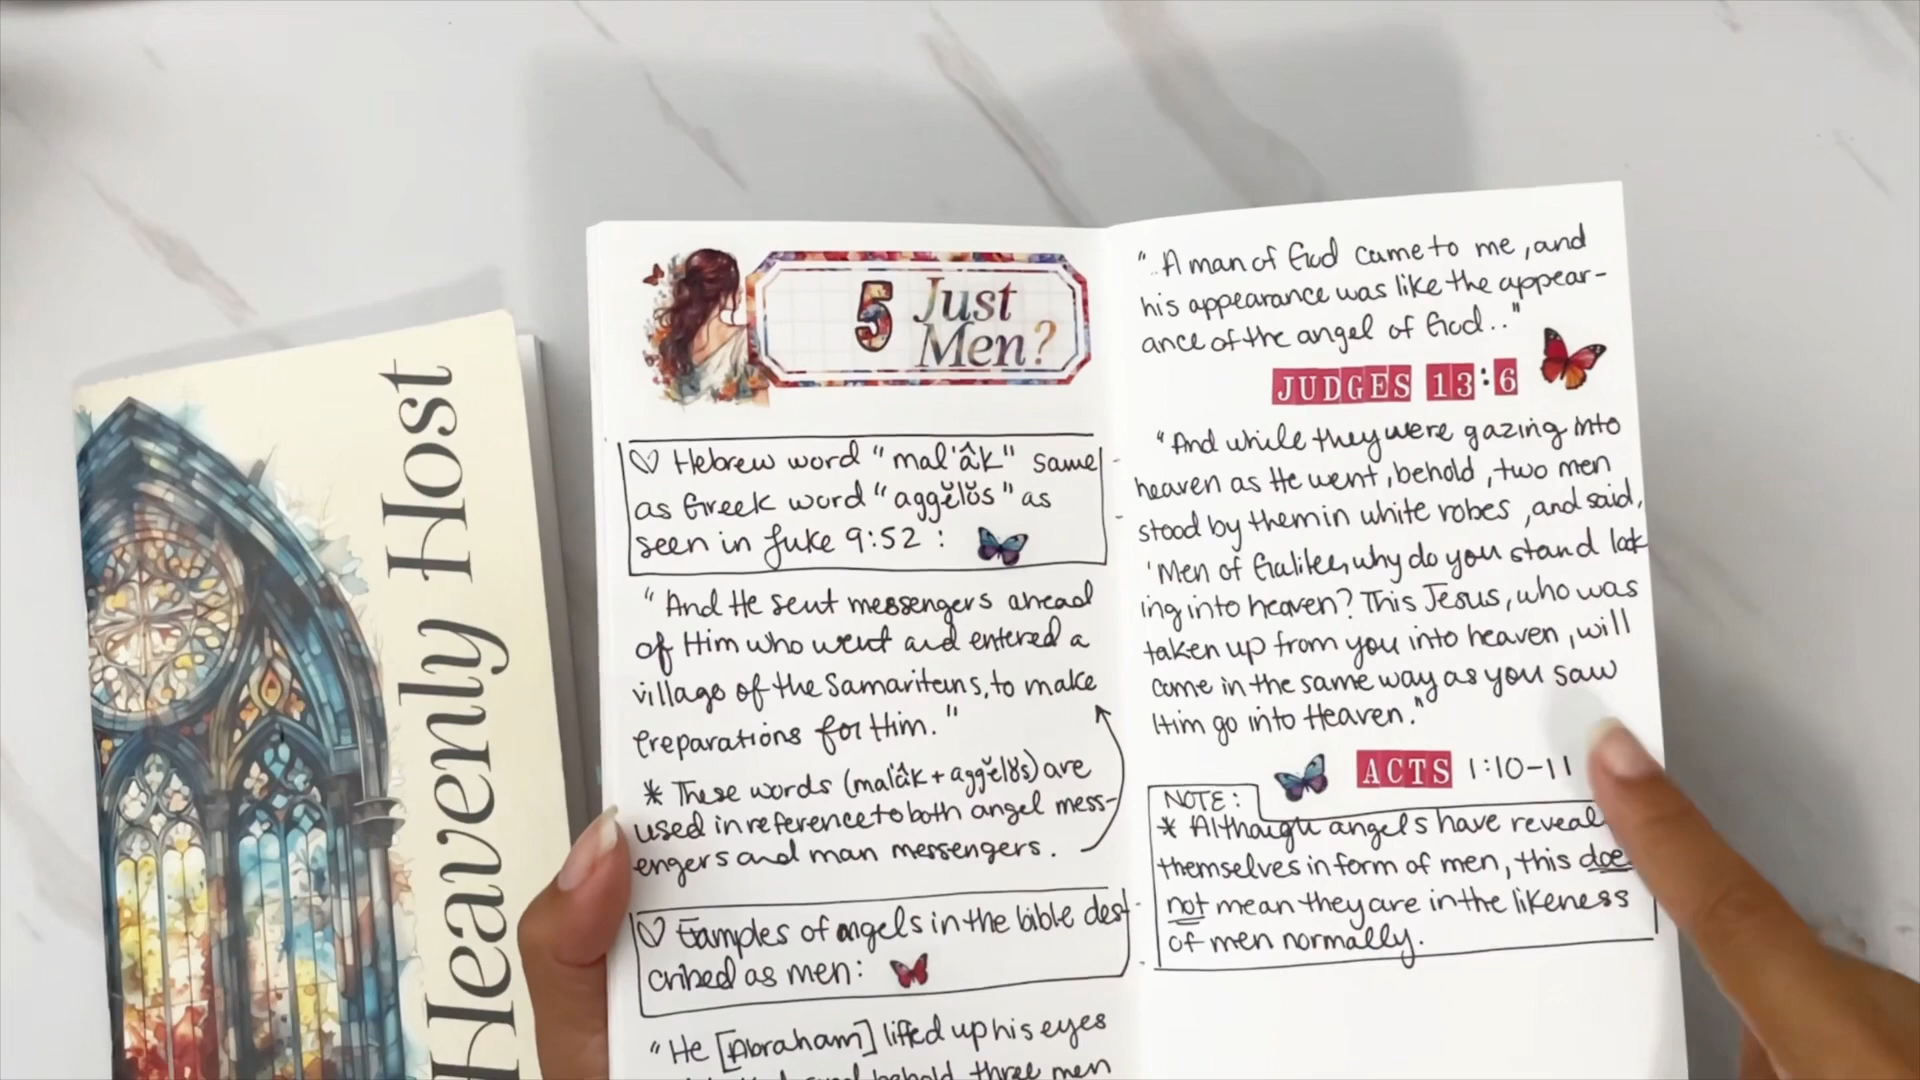 Heavenly Host
5 Just
Men?
♡ Hebrew word "mal'âk" same
as Greek word "aggĕlŏs" as
seen in Luke 9:52 :
"And He sent messengers ahead
of Him who went and entered a
village of the Samaritans, to make
preparations for Him."
* These words (mal'âk + aggĕlŏs) are
used in reference to both angel mess-
engers and man messengers.
♡ Examples of angels in the bible des-
cribed as men:
"He [Abraham] lifted up his eyes
behold three men
"..A man of God came to me, and
his appearance was like the appear-
ance of the angel of God.."
JUDGES 13:6
"And while they were gazing into
heaven as He went, behold, two men
stood by them in white robes, and said,
'Men of Galilee, why do you stand look
ing into heaven? This Jesus, who was
taken up from you into heaven, will
come in the same way as you saw
Him go into Heaven."
ACTS 1:10-11
NOTE:
* Although angels have reveal
themselves in form of men, this doe
not mean they are in the likeness
of men normally.